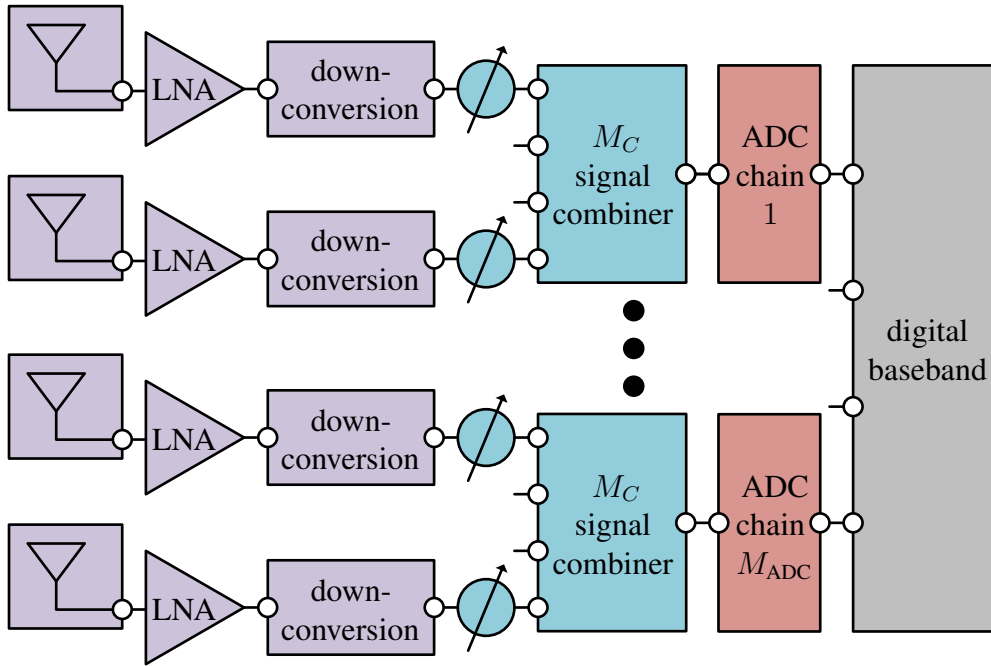 LNA
down-
conversion
M_C
signal
combiner
ADC
chain
1
LNA
down-
conversion
digital
baseband
LNA
down-
conversion
M_C
signal
combiner
ADC
chain
M_ADC
LNA
down-
conversion